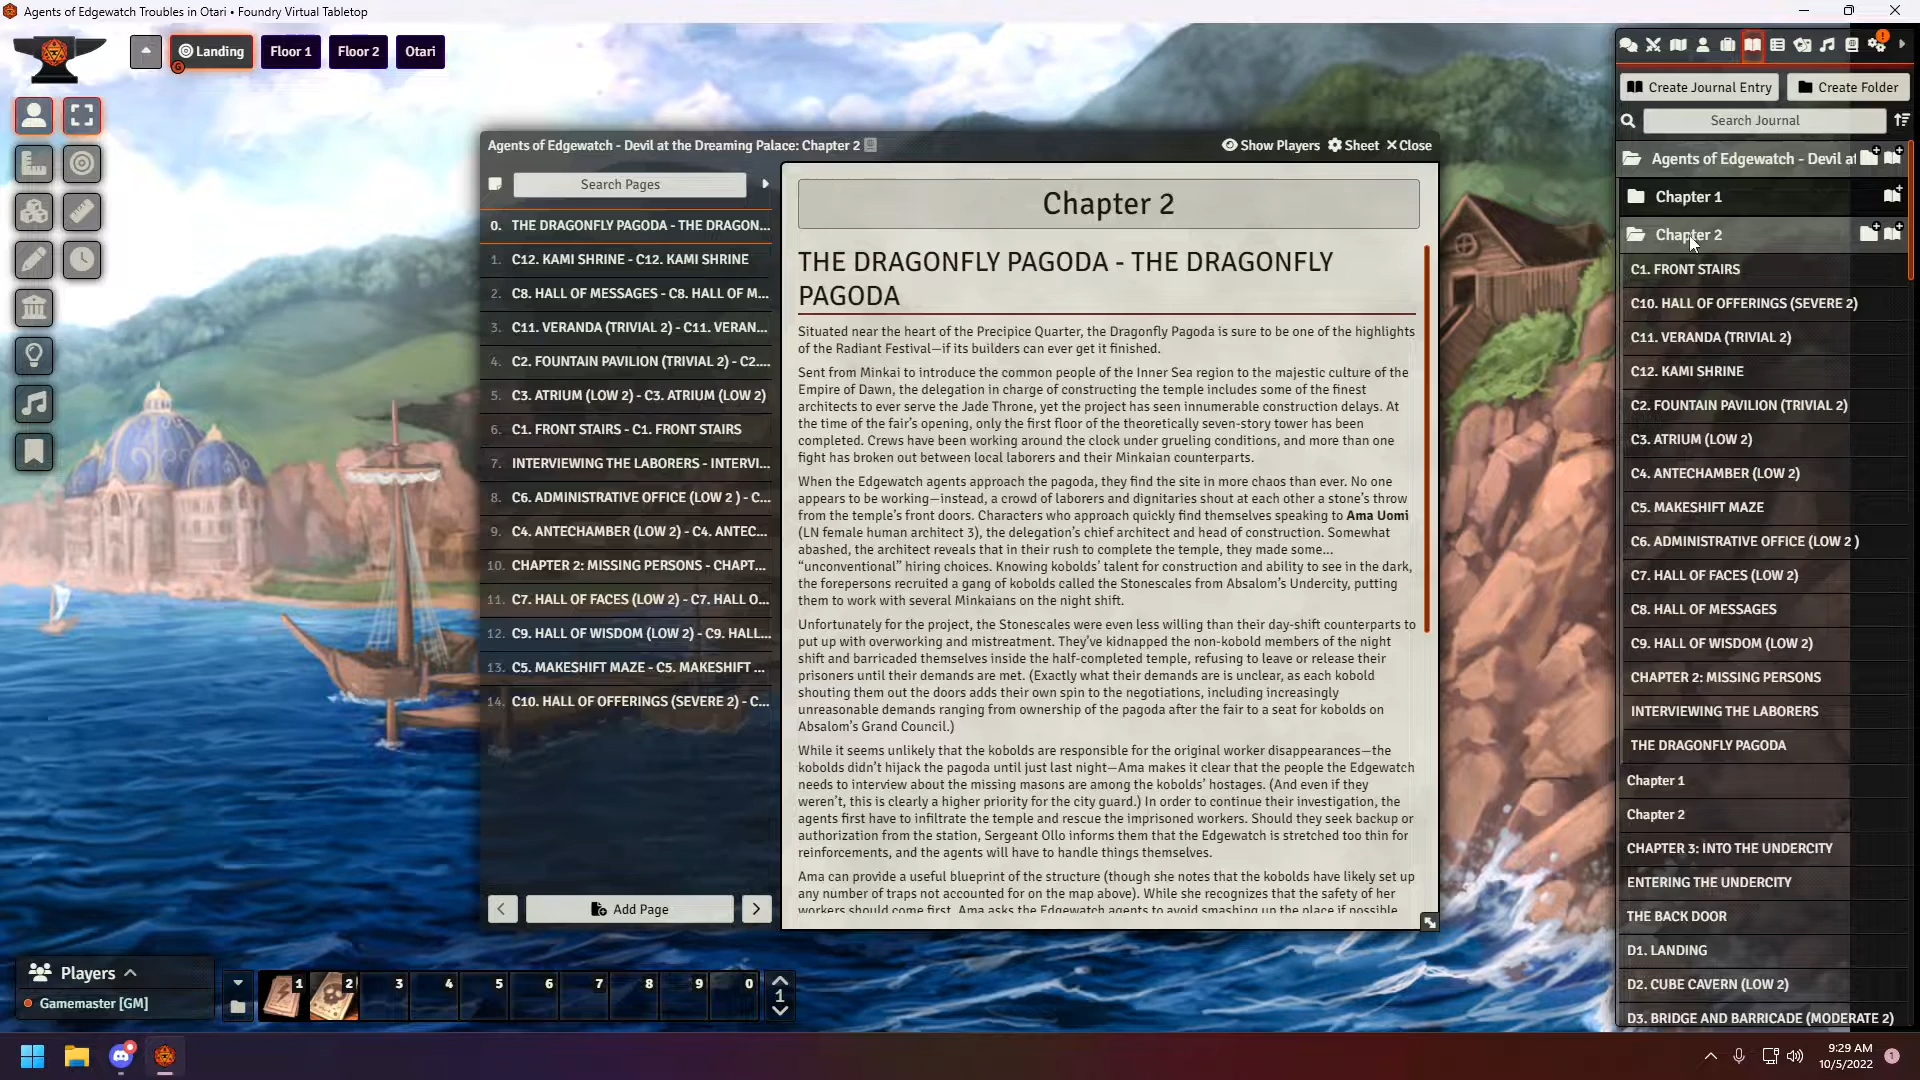 Agents of Edgewatch Troubles in Otari • Foundry Virtual Tabletop
Landing
G
Floor 1
Floor 2
Otari
Agents of Edgewatch - Devil at the Dreaming Palace: Chapter 2
Show Players
Sheet
Close
Search Pages
0. THE DRAGONFLY PAGODA - THE DRAGON...
1. C12. KAMI SHRINE - C12. KAMI SHRINE
2. C8. HALL OF MESSAGES - C8. HALL OF M...
3. C11. VERANDA (TRIVIAL 2) - C11. VERAN...
4. C2. FOUNTAIN PAVILION (TRIVIAL 2) - C2....
5. C3. ATRIUM (LOW 2) - C3. ATRIUM (LOW 2)
6. C1. FRONT STAIRS - C1. FRONT STAIRS
7. INTERVIEWING THE LABORERS - INTERVI...
8. C6. ADMINISTRATIVE OFFICE (LOW 2 ) - C...
9. C4. ANTECHAMBER (LOW 2) - C4. ANTEC...
10. CHAPTER 2: MISSING PERSONS - CHAPT...
11. C7. HALL OF FACES (LOW 2) - C7. HALL O...
12. C9. HALL OF WISDOM (LOW 2) - C9. HALL...
13. C5. MAKESHIFT MAZE - C5. MAKESHIFT ...
14. C10. HALL OF OFFERINGS (SEVERE 2) - C...
Add Page
Chapter 2
THE DRAGONFLY PAGODA - THE DRAGONFLY
PAGODA
Situated near the heart of the Precipice Quarter, the Dragonfly Pagoda is sure to be one of the highlights
of the Radiant Festival—if its builders can ever get it finished.
Sent from Minkai to introduce the common people of the Inner Sea region to the majestic culture of the
Empire of Dawn, the delegation in charge of constructing the temple includes some of the finest
architects to ever serve the Jade Throne, yet the project has seen innumerable construction delays. At
the time of the fair’s opening, only the first floor of the theoretically seven-story tower has been
completed. Crews have been working around the clock under grueling conditions, and more than one
fight has broken out between local laborers and their Minkaian counterparts.
When the Edgewatch agents approach the pagoda, they find the site in more chaos than ever. No one
appears to be working—instead, a crowd of laborers and dignitaries shout at each other a stone’s throw
from the temple’s front doors. Characters who approach quickly find themselves speaking to Ama Uomi
(LN female human architect 3), the delegation’s chief architect and head of construction. Somewhat
abashed, the architect reveals that in their rush to complete the temple, they made some...
“unconventional” hiring choices. Knowing kobolds’ talent for construction and ability to see in the dark,
the forepersons recruited a gang of kobolds called the Stonescales from Absalom’s Undercity, putting
them to work with several Minkaians on the night shift.
Unfortunately for the project, the Stonescales were even less willing than their day-shift counterparts to
put up with overworking and mistreatment. They’ve kidnapped the non-kobold members of the night
shift and barricaded themselves inside the half-completed temple, refusing to leave or release their
prisoners until their demands are met. (Exactly what their demands are is unclear, as each kobold
shouting them out the doors adds their own spin to the negotiations, including increasingly
unreasonable demands ranging from ownership of the pagoda after the fair to a seat for kobolds on
Absalom’s Grand Council.)
While it seems unlikely that the kobolds are responsible for the original worker disappearances—the
kobolds didn’t hijack the pagoda until just last night—Ama makes it clear that the people the Edgewatch
needs to interview about the missing masons are among the kobolds’ hostages. (And even if they
weren’t, this is clearly a higher priority for the city guard.) In order to continue their investigation, the
agents first have to infiltrate the temple and rescue the imprisoned workers. Should they seek backup or
authorization from the station, Sergeant Ollo informs them that the Edgewatch is stretched too thin for
reinforcements, and the agents will have to handle things themselves.
Ama can provide a useful blueprint of the structure (though she notes that the kobolds have likely set up
any number of traps not accounted for on the map above). While she recognizes that the safety of her
workers should come first, Ama asks the Edgewatch agents to avoid smashing up the place if possible
Create Journal Entry
Create Folder
Search Journal
Agents of Edgewatch - Devil at
Chapter 1
Chapter 2
C1. FRONT STAIRS
C10. HALL OF OFFERINGS (SEVERE 2)
C11. VERANDA (TRIVIAL 2)
C12. KAMI SHRINE
C2. FOUNTAIN PAVILION (TRIVIAL 2)
C3. ATRIUM (LOW 2)
C4. ANTECHAMBER (LOW 2)
C5. MAKESHIFT MAZE
C6. ADMINISTRATIVE OFFICE (LOW 2 )
C7. HALL OF FACES (LOW 2)
C8. HALL OF MESSAGES
C9. HALL OF WISDOM (LOW 2)
CHAPTER 2: MISSING PERSONS
INTERVIEWING THE LABORERS
THE DRAGONFLY PAGODA
Chapter 1
Chapter 2
CHAPTER 3: INTO THE UNDERCITY
ENTERING THE UNDERCITY
THE BACK DOOR
D1. LANDING
D2. CUBE CAVERN (LOW 2)
D3. BRIDGE AND BARRICADE (MODERATE 2)
Players
Gamemaster [GM]
1 2 3 4 5 6 7 8 9 0
1
9:29 AM
10/5/2022
1